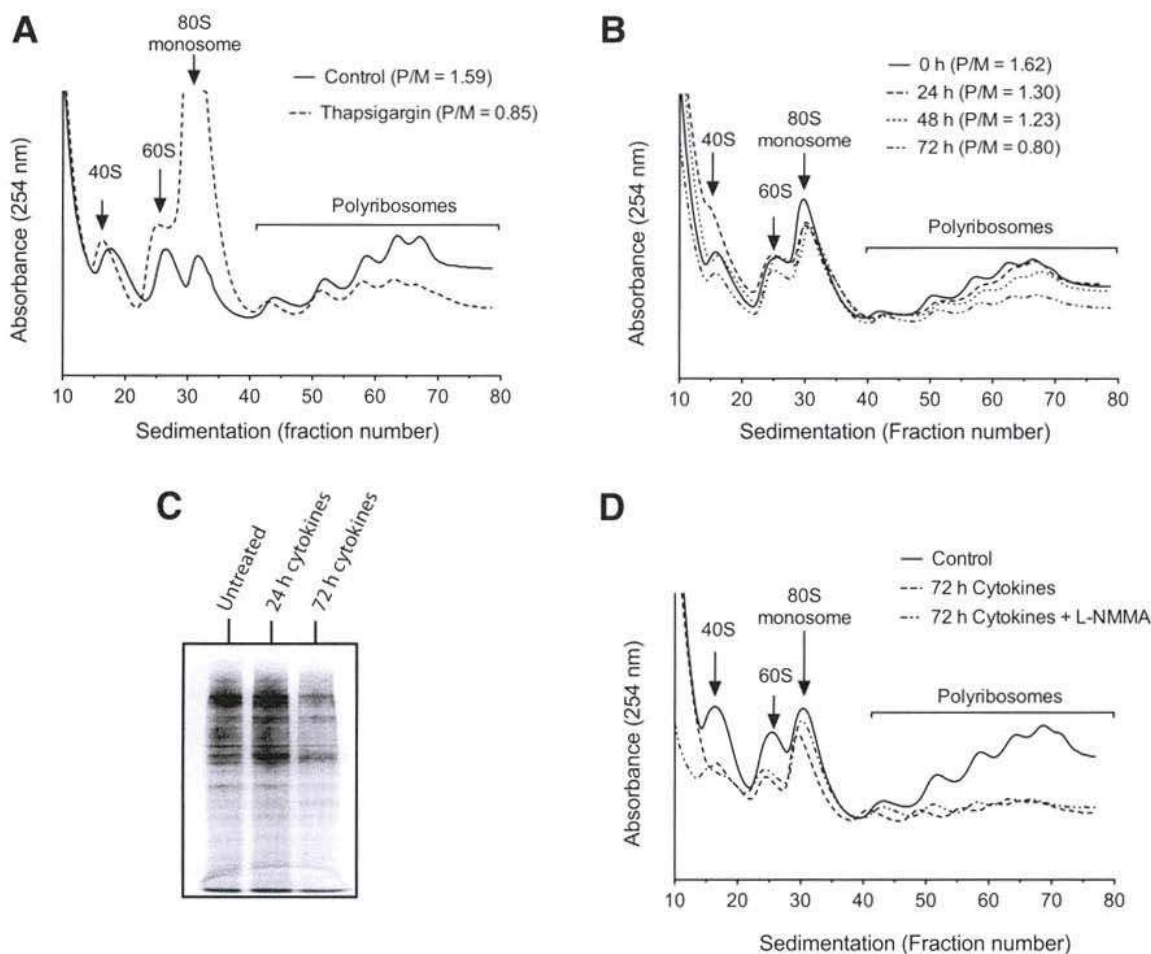 A
80S
monosome
Control (P/M = 1.59)
Thapsigargin (P/M = 0.85)
60S
40S
Polyribosomes
Absorbance (254 nm)
10 20 30 40 50 60 70 80
Sedimentation (fraction number)
B
0 h (P/M = 1.62)
24 h (P/M = 1.30)
48 h (P/M = 1.23)
72 h (P/M = 0.80)
40S
80S
monosome
60S
Polyribosomes
Absorbance (254 nm)
10 20 30 40 50 60 70 80
Sedimentation (Fraction number)
C
Untreated
24 h cytokines
72 h cytokines
D
Control
72 h Cytokines
72 h Cytokines + L-NMMA
80S
monosome
40S
60S
Polyribosomes
Absorbance (254 nm)
10 20 30 40 50 60 70 80
Sedimentation (Fraction number)